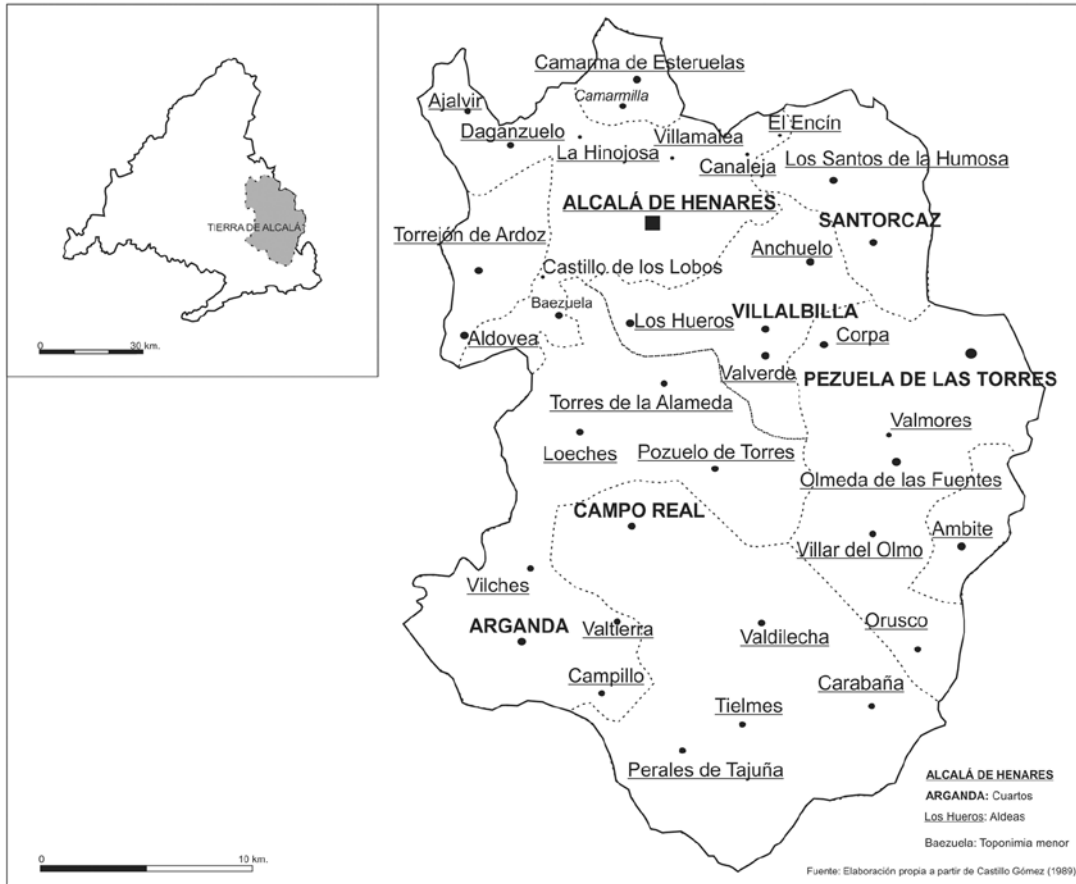 TIERRA DE ALCALÁ
0 30 km.
Camarma de Esteruelas
Camarmilla
Ajalvir
Daganzuelo
La Hinojosa
Villamalea
El Encín
Canaleja
Los Santos de la Humosa
ALCALÁ DE HENARES
SANTORCAZ
Torrejón de Ardoz
Anchuelo
Castillo de los Lobos
Baezuela
Los Hueros
VILLALBILLA
Aldovea
Corpa
Valverde
PEZUELA DE LAS TORRES
Torres de la Alameda
Valmores
Loeches
Pozuelo de Torres
Olmeda de las Fuentes
CAMPO REAL
Villar del Olmo
Ambite
Vilches
ARGANDA
Valtierra
Valdilecha
Orusco
Campillo
Carabaña
Tielmes
Perales de Tajuña
ALCALÁ DE HENARES
ARGANDA: Cuartos
Los Hueros: Aldeas
Baezuela: Toponimia menor
0 10 km.
Fuente: Elaboración propia a partir de Castillo Gómez (1989)